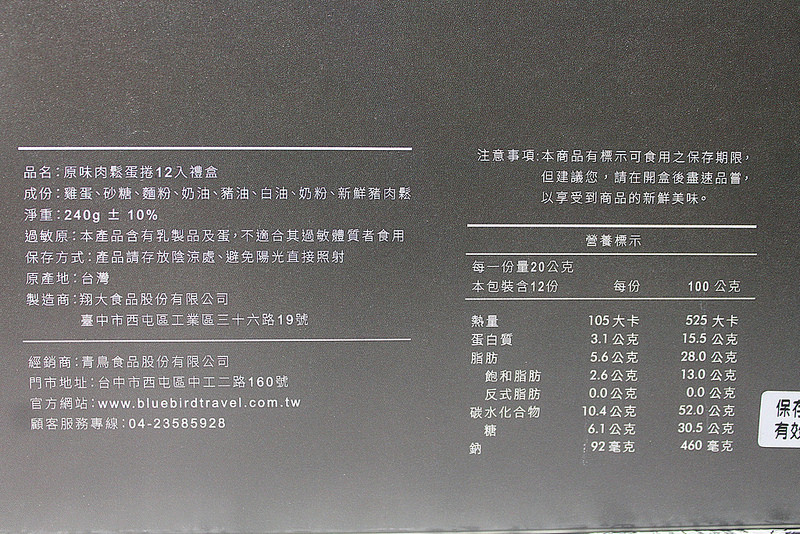 品名：原味肉鬆蛋捲12入禮盒
成份：雞蛋、砂糖、麵粉、奶油、豬油、白油、奶粉、新鮮豬肉鬆
淨重：240g ± 10%
過敏原：本產品含有乳製品及蛋，不適合其過敏體質者食用
保存方式：產品請存放陰涼處、避免陽光直接照射
原產地：台灣
製造商：翔大食品股份有限公司
臺中市西屯區工業區三十六路19號
經銷商：青鳥食品股份有限公司
門市地址：台中市西屯區中工二路160號
官方網站：www.bluebirdtravel.com.tw
顧客服務專線：04-23585928
注意事項:本商品有標示可食用之保存期限，
但建議您，請在開盒後盡速品嘗，
以享受到商品的新鮮美味。
營養標示
每一份量20公克
本包裝含12份 每份 100 公克
熱量 105 大卡 525 大卡
蛋白質 3.1 公克 15.5 公克
脂肪 5.6 公克 28.0 公克
飽和脂肪 2.6 公克 13.0 公克
反式脂肪 0.0 公克 0.0 公克
碳水化合物 10.4 公克 52.0 公克
糖 6.1 公克 30.5 公克
鈉 92 毫克 460 毫克
保存
有效